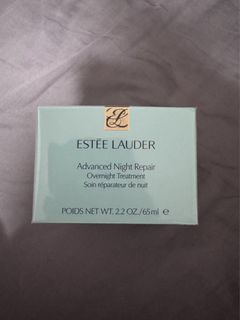 EL
ESTĒE LAUDER
Advanced Night Repair
Overnight Treatment
Soin réparateur de nuit
POIDS NET WT. 2.2 OZ./65 ml ℮